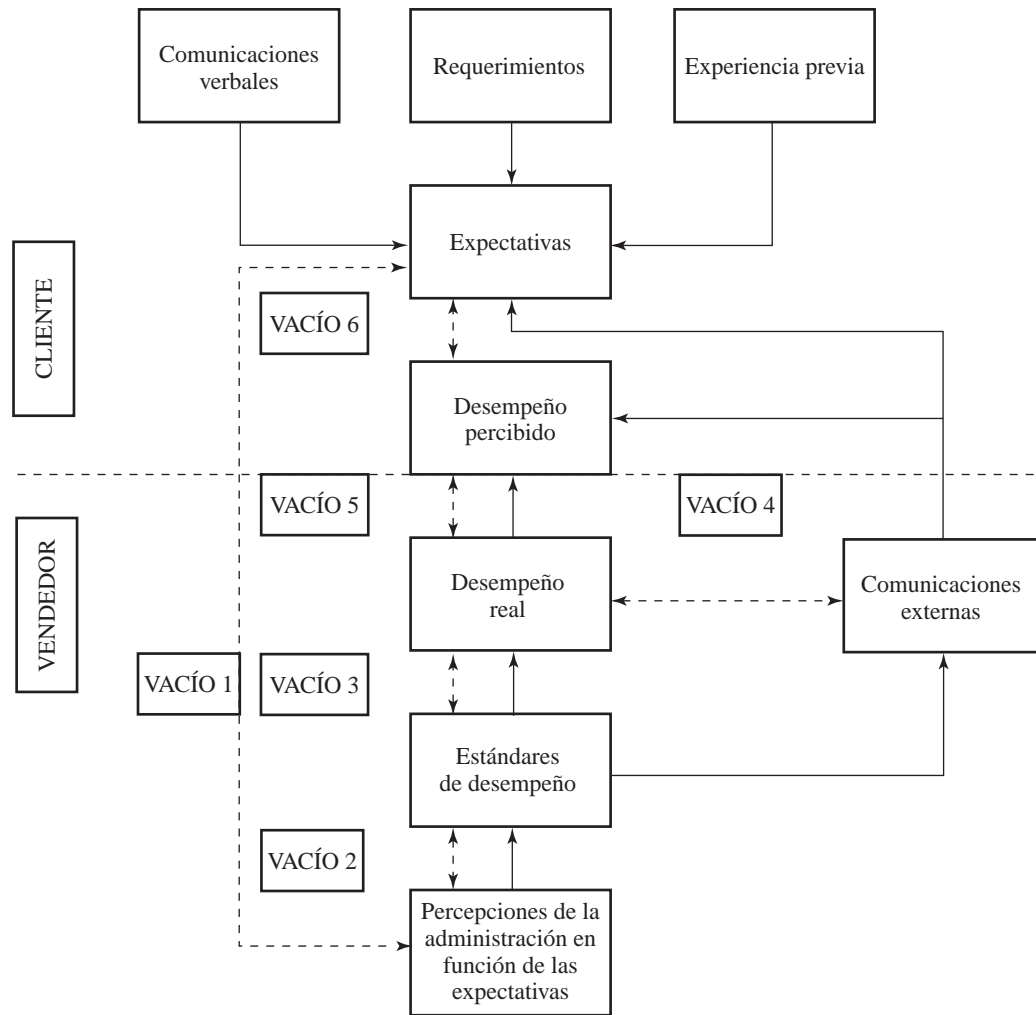 Comunicaciones
verbales
Requerimientos
Experiencia previa
Expectativas
CLIENTE
VACÍO 6
Desempeño
percibido
VACÍO 5
VACÍO 4
VENDEDOR
Desempeño
real
Comunicaciones
externas
VACÍO 1
VACÍO 3
Estándares
de desempeño
VACÍO 2
Percepciones de la
administración en
función de las
expectativas